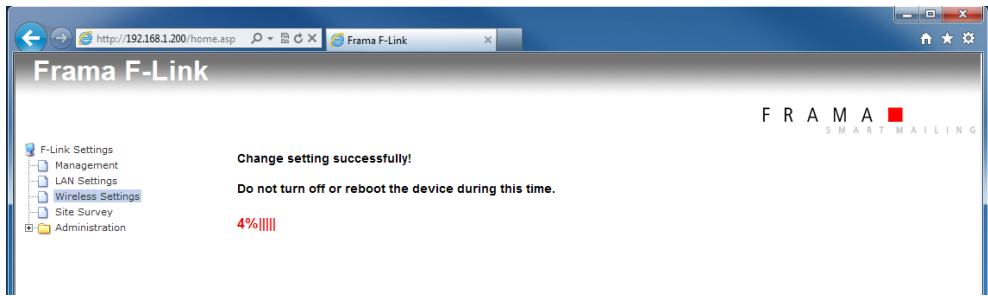 http://192.168.1.200/home.asp
Frama F-Link
Frama F-Link
FRAMA
SMART MAILING
F-Link Settings
Management
LAN Settings
Wireless Settings
Site Survey
Administration
Change setting successfully!
Do not turn off or reboot the device during this time.
4%|||||